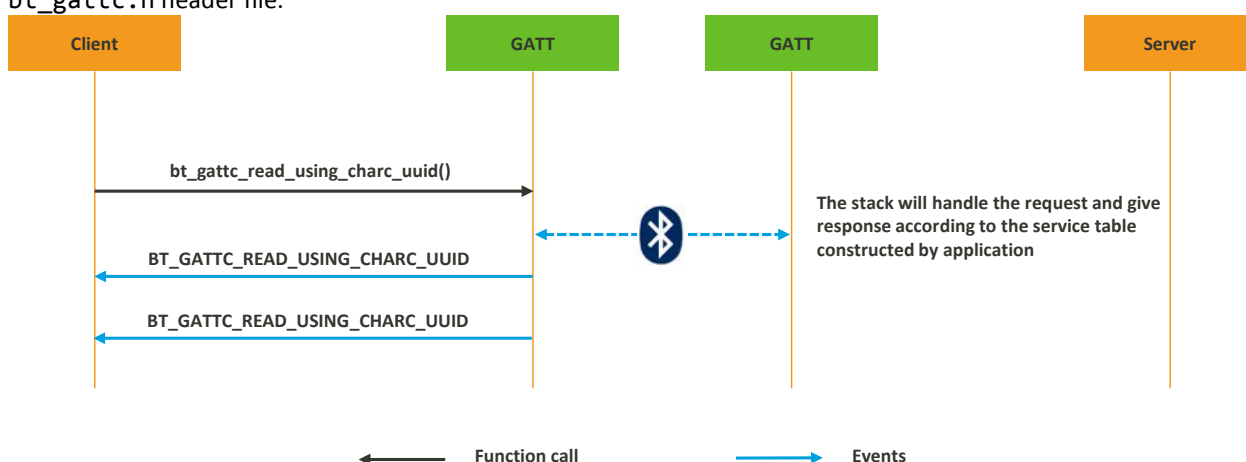 bt_gattc.h header file.
Client
GATT
GATT
Server
bt_gattc_read_using_charc_uuid()
The stack will handle the request and give
response according to the service table
constructed by application
BT_GATTC_READ_USING_CHARC_UUID
BT_GATTC_READ_USING_CHARC_UUID
Function call
Events